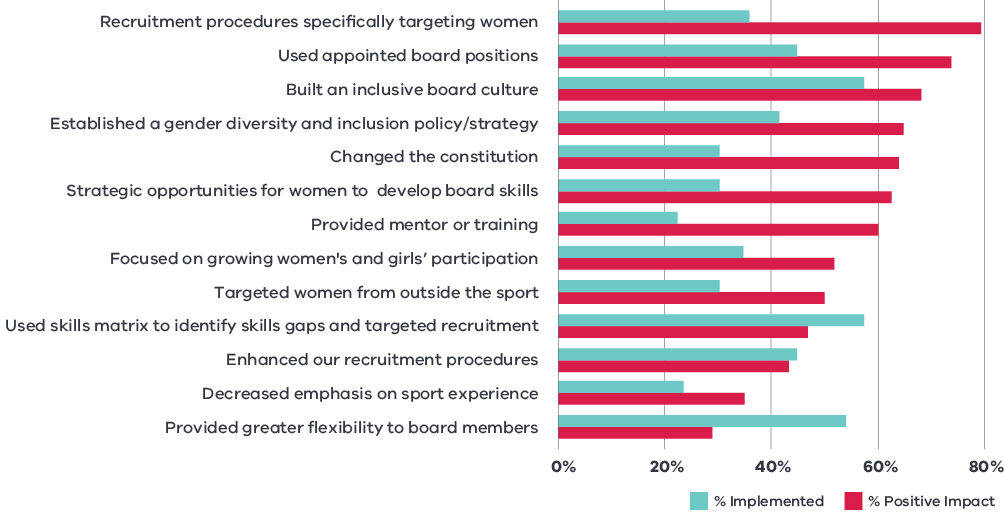 Recruitment procedures specifically targeting women
Used appointed board positions
Built an inclusive board culture
Established a gender diversity and inclusion policy/strategy
Changed the constitution
Strategic opportunities for women to develop board skills
Provided mentor or training
Focused on growing women's and girls’ participation
Targeted women from outside the sport
Used skills matrix to identify skills gaps and targeted recruitment
Enhanced our recruitment procedures
Decreased emphasis on sport experience
Provided greater flexibility to board members
0% 20% 40% 60% 80%
% Implemented % Positive Impact